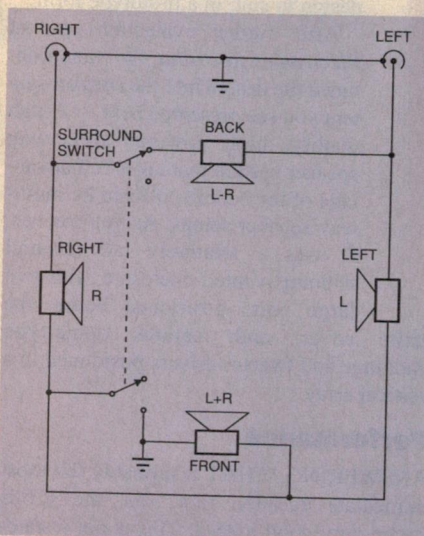 RIGHT
LEFT
SURROUND
SWITCH
BACK
L-R
RIGHT
R
LEFT
L
L+R
FRONT